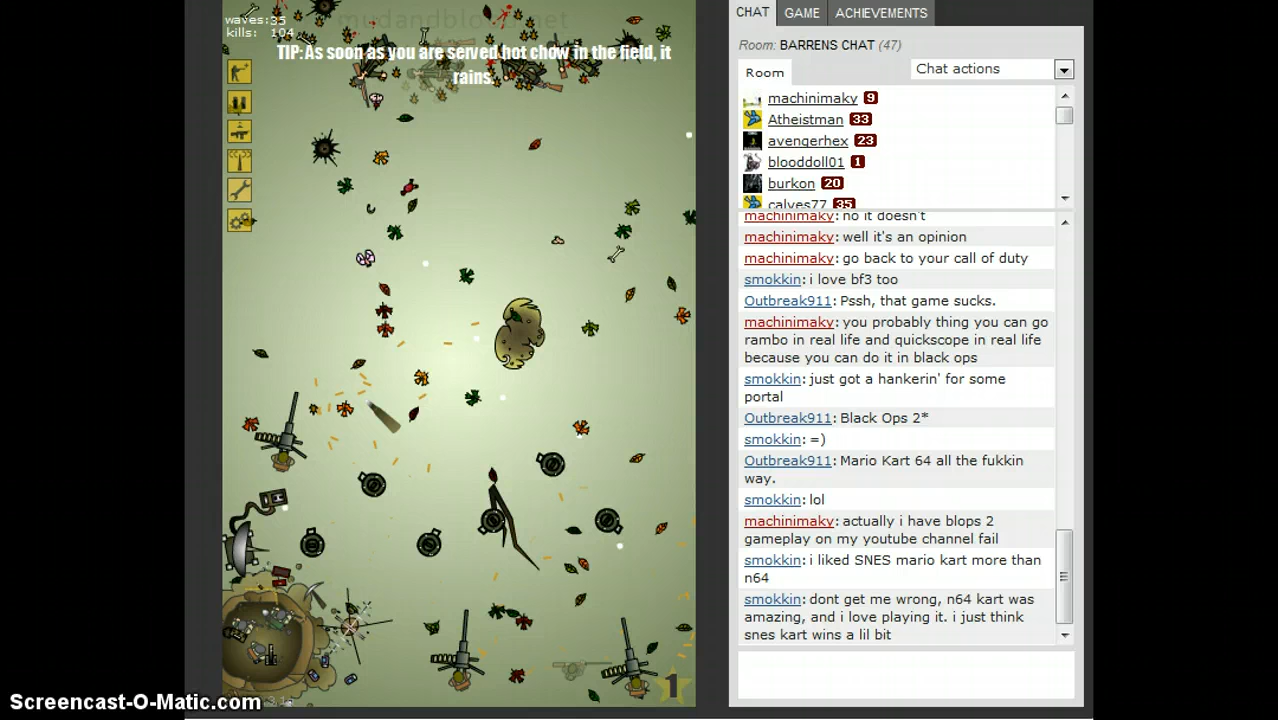 mudandblood.net
waves:35
kills: 104
TIP:As soon as you are served hot chow in the field, it
rains.
1
CHAT GAME ACHIEVEMENTS
Room: BARRENS CHAT (47)
Room
Chat actions
machinimaky 9
Atheistman 33
avengerhex 23
blooddoll01 1
burkon 20
calves77 35
machinimaky: no it doesn't
machinimaky: well it's an opinion
machinimaky: go back to your call of duty
smokkin: i love bf3 too
Outbreak911: Pssh, that game sucks.
machinimaky: you probably thing you can go
rambo in real life and quickscope in real life
because you can do it in black ops
smokkin: just got a hankerin' for some
portal
Outbreak911: Black Ops 2*
smokkin: =)
Outbreak911: Mario Kart 64 all the fukkin
way.
smokkin: lol
machinimaky: actually i have blops 2
gameplay on my youtube channel fail
smokkin: i liked SNES mario kart more than
n64
smokkin: dont get me wrong, n64 kart was
amazing, and i love playing it. i just think
snes kart wins a lil bit
Screencast-O-Matic.com